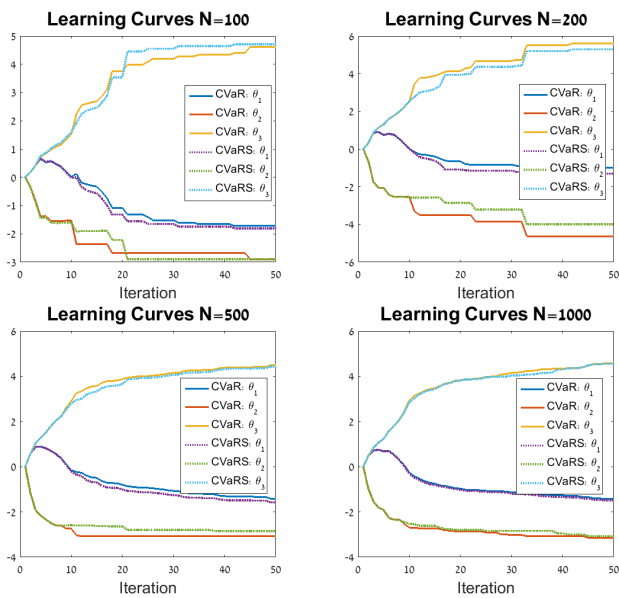 Learning Curves N=100
5
4
3
2
1
0
-1
-2
-3
0 10 20 30 40 50
Iteration
CVaR: θ1
CVaR: θ2
CVaR: θ3
CVaRS: θ1
CVaRS: θ2
CVaRS: θ3
Learning Curves N=200
6
4
2
0
-2
-4
-6
0 10 20 30 40 50
Iteration
CVaR: θ1
CVaR: θ2
CVaR: θ3
CVaRS: θ1
CVaRS: θ2
CVaRS: θ3
Learning Curves N=500
6
4
2
0
-2
-4
0 10 20 30 40 50
Iteration
CVaR: θ1
CVaR: θ2
CVaR: θ3
CVaRS: θ1
CVaRS: θ2
CVaRS: θ3
Learning Curves N=1000
6
4
2
0
-2
-4
0 10 20 30 40 50
Iteration
CVaR: θ1
CVaR: θ2
CVaR: θ3
CVaRS: θ1
CVaRS: θ2
CVaRS: θ3